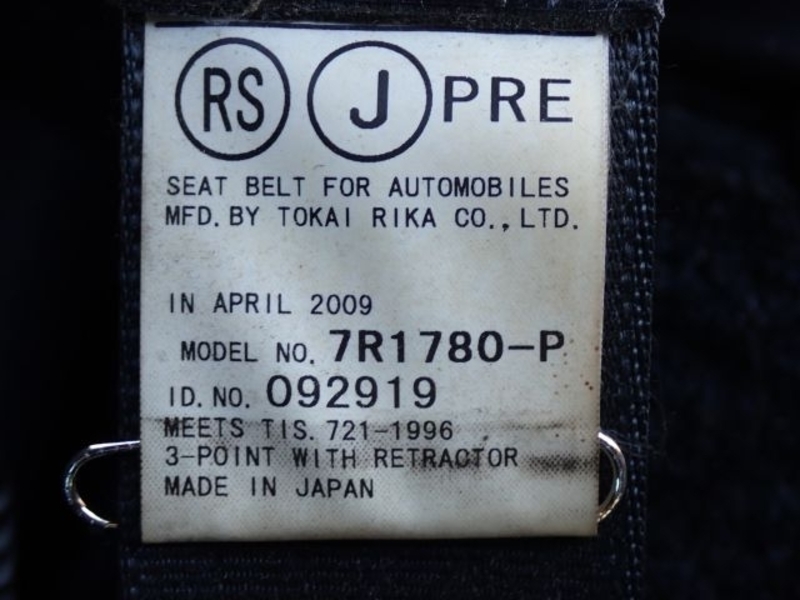 RS J PRE
SEAT BELT FOR AUTOMOBILES
MFD. BY TOKAI RIKA CO., LTD.
IN APRIL 2009
MODEL NO. 7R1780-P
ID. NO. 092919
MEETS TIS. 721-1996
3-POINT WITH RETRACTOR
MADE IN JAPAN